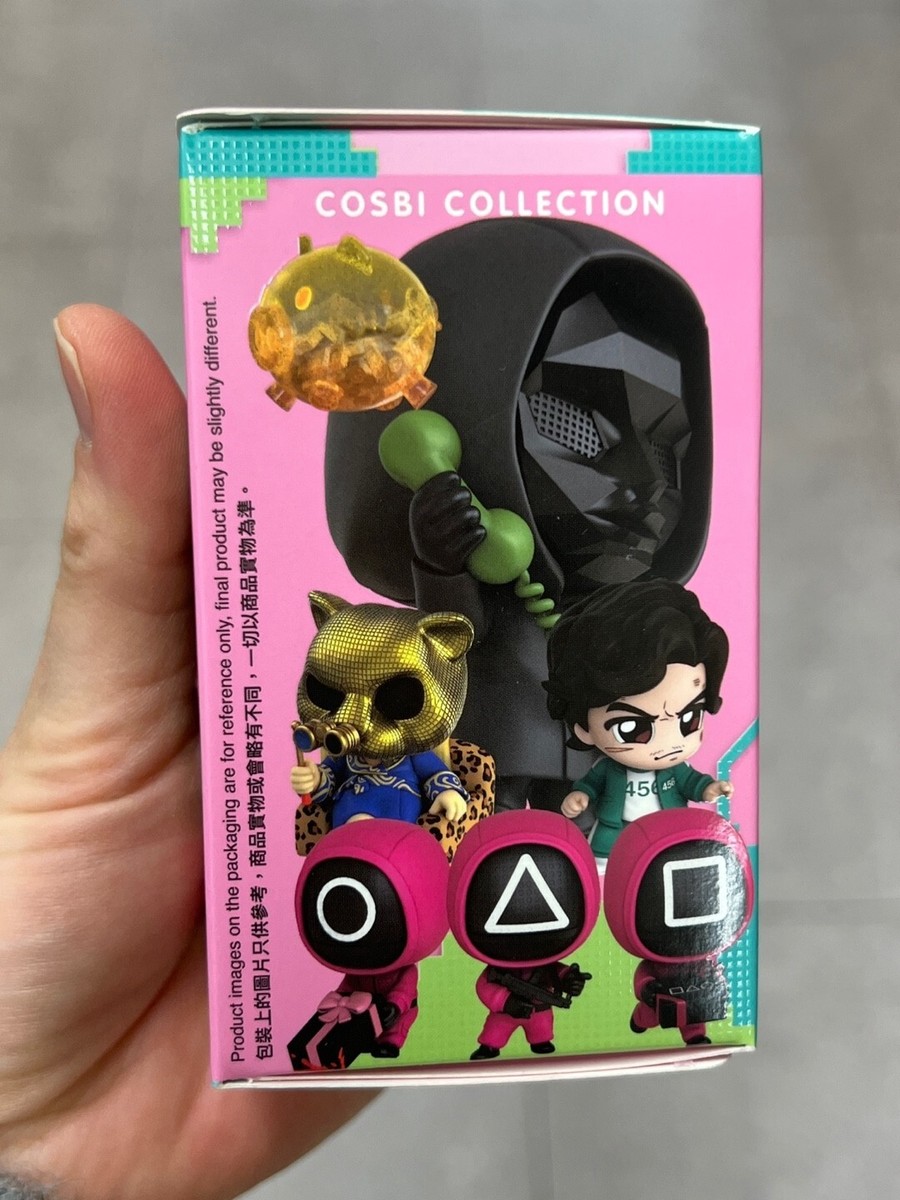 COSBI COLLECTION
Product images on the packaging are for reference only, final product may be slightly different.
包裝上的圖片只供參考，商品實物或會略有不同，一切以商品實物為準。
456
456